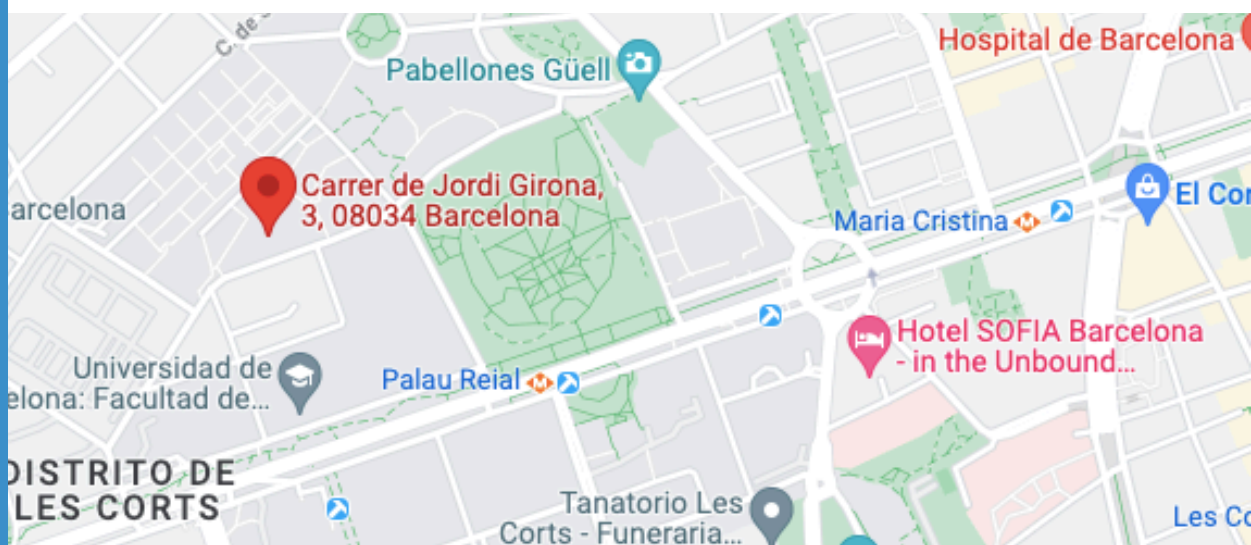 C. de S
Hospital de Barcelona
Pabellones Güell
Carrer de Jordi Girona,
3, 08034 Barcelona
arcelona
El Cor
Maria Cristina
Hotel SOFIA Barcelona
- in the Unbound...
Universidad de
elona: Facultad de...
Palau Reial
DISTRITO DE
LES CORTS
Tanatorio Les
Corts - Funeraria...
Les Co